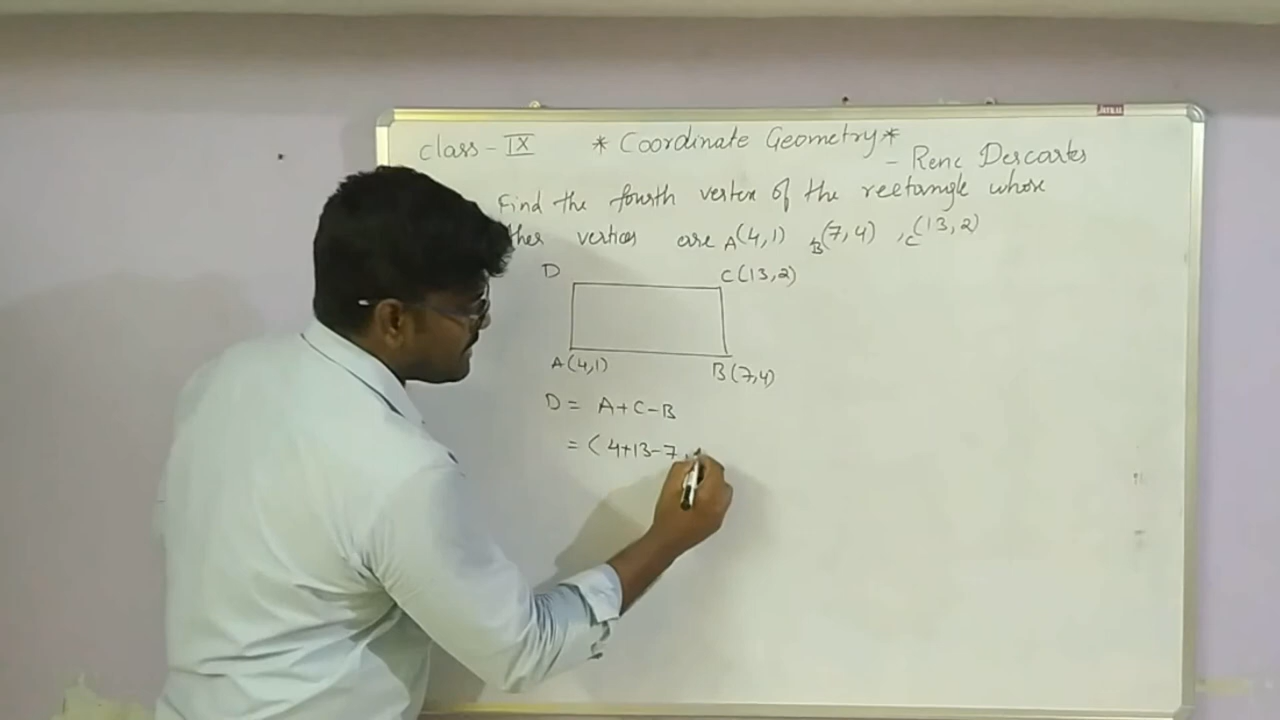 class - IX * Coordinate Geometry *
- Rene Descartes
Find the fourth vertex of the rectangle whose
ther vertices are A(4,1) B(7,4) , C(13,2)
D C(13,2)
A(4,1) B(7,4)
D = A+C-B
= (4+13-7,